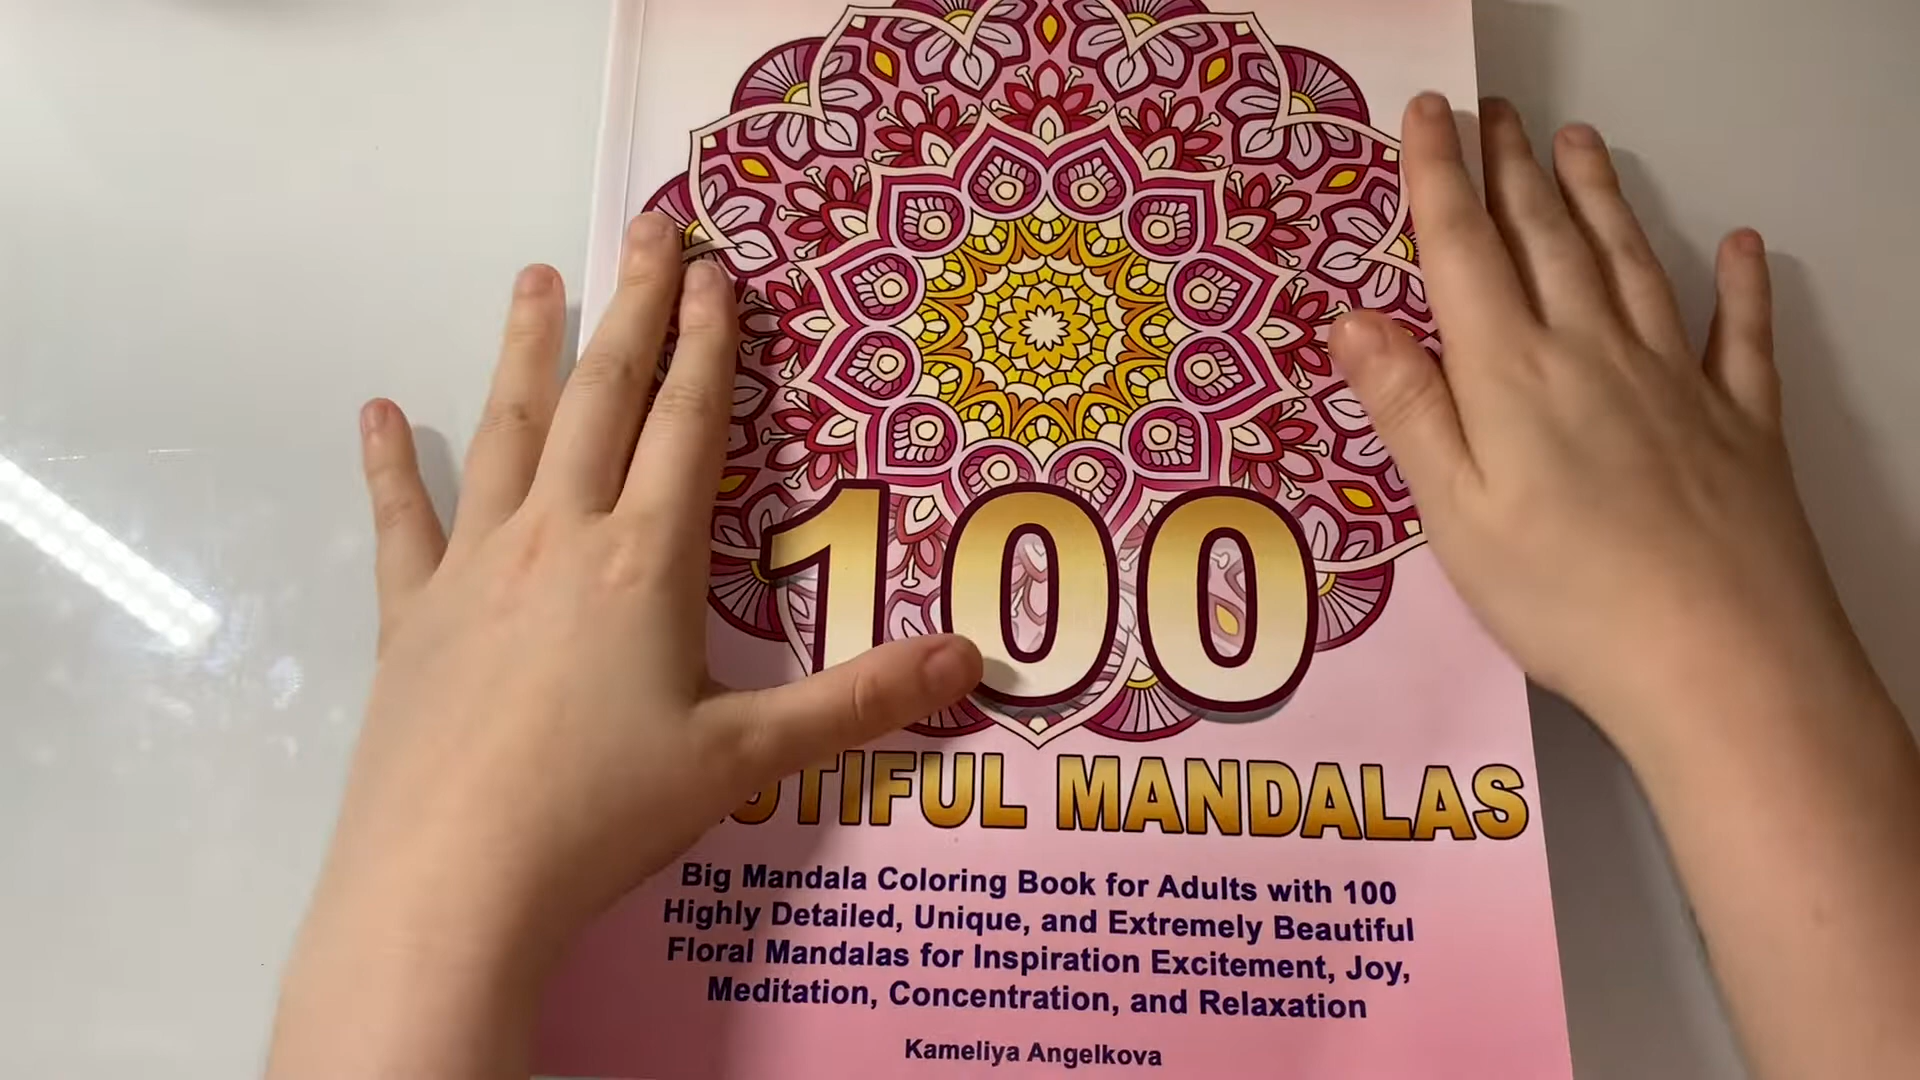 100
MANDALAS
Big Mandala Coloring Book for Adults with 100
Highly Detailed, Unique, and Extremely Beautiful
Floral Mandalas for Inspiration Excitement, Joy,
Meditation, Concentration, and Relaxation
Kameliya Angelkova